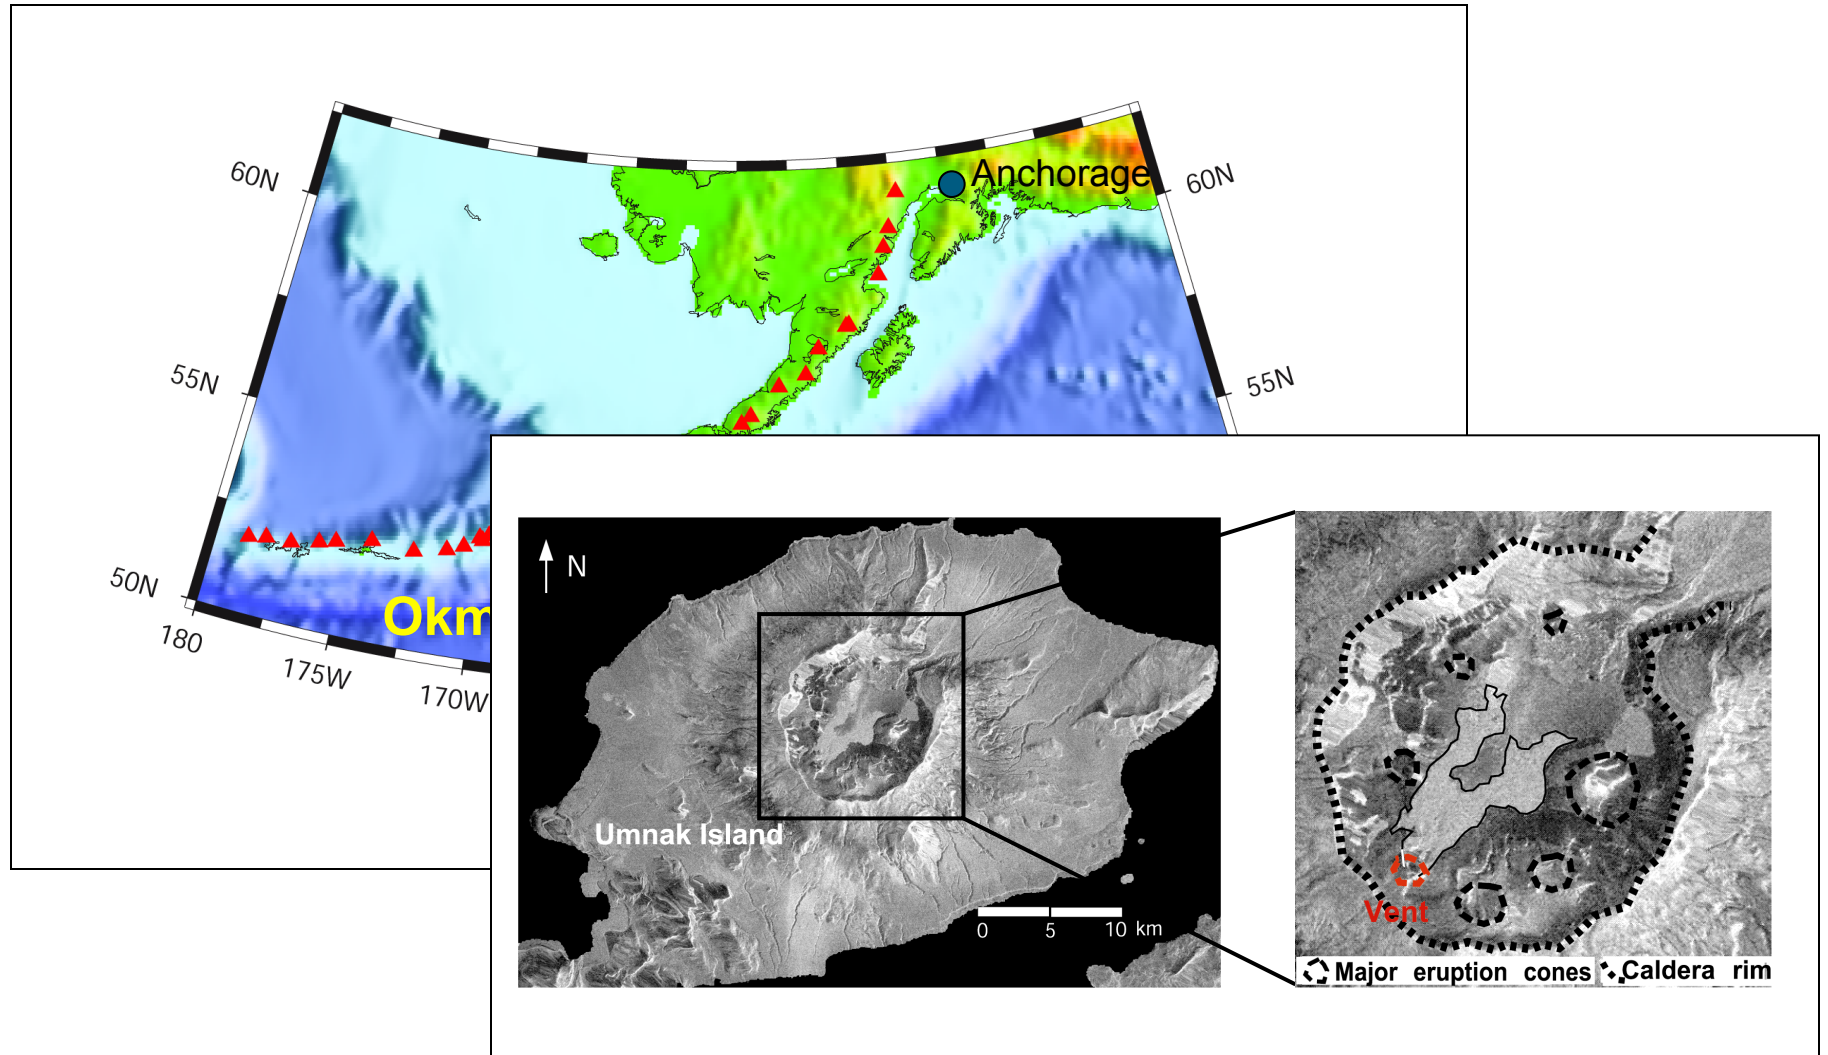 60N
Anchorage
60N
55N
55N
50N
Okm
180
175W
170W
N
Umnak Island
0 5 10 km
Vent
Major eruption cones
Caldera rim